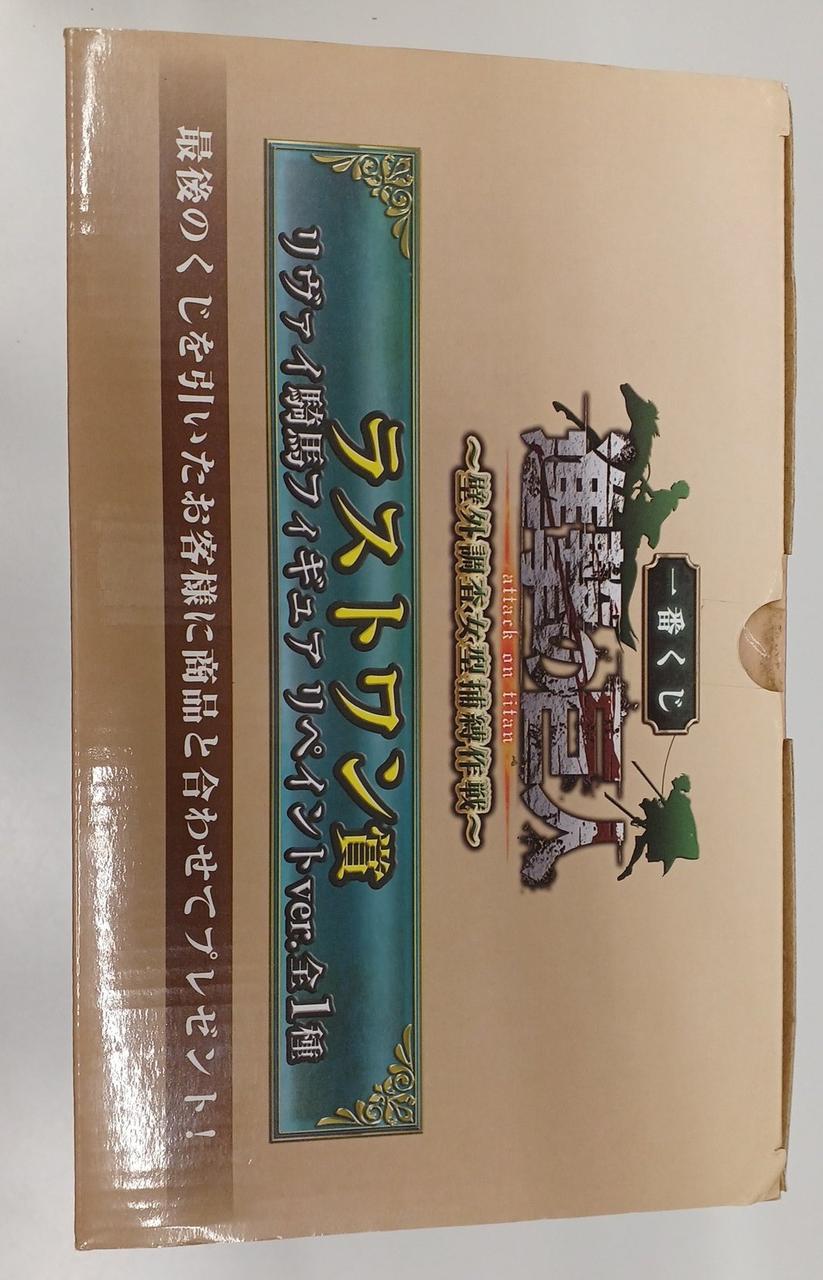 一番くじ
進撃の巨人
attack on titan
～壁外調査女型捕縛作戦～
ラストワン賞
リヴァイ騎馬フィギュア リペイントver.全1種
最後のくじを引いたお客様に商品と合わせてプレゼント!